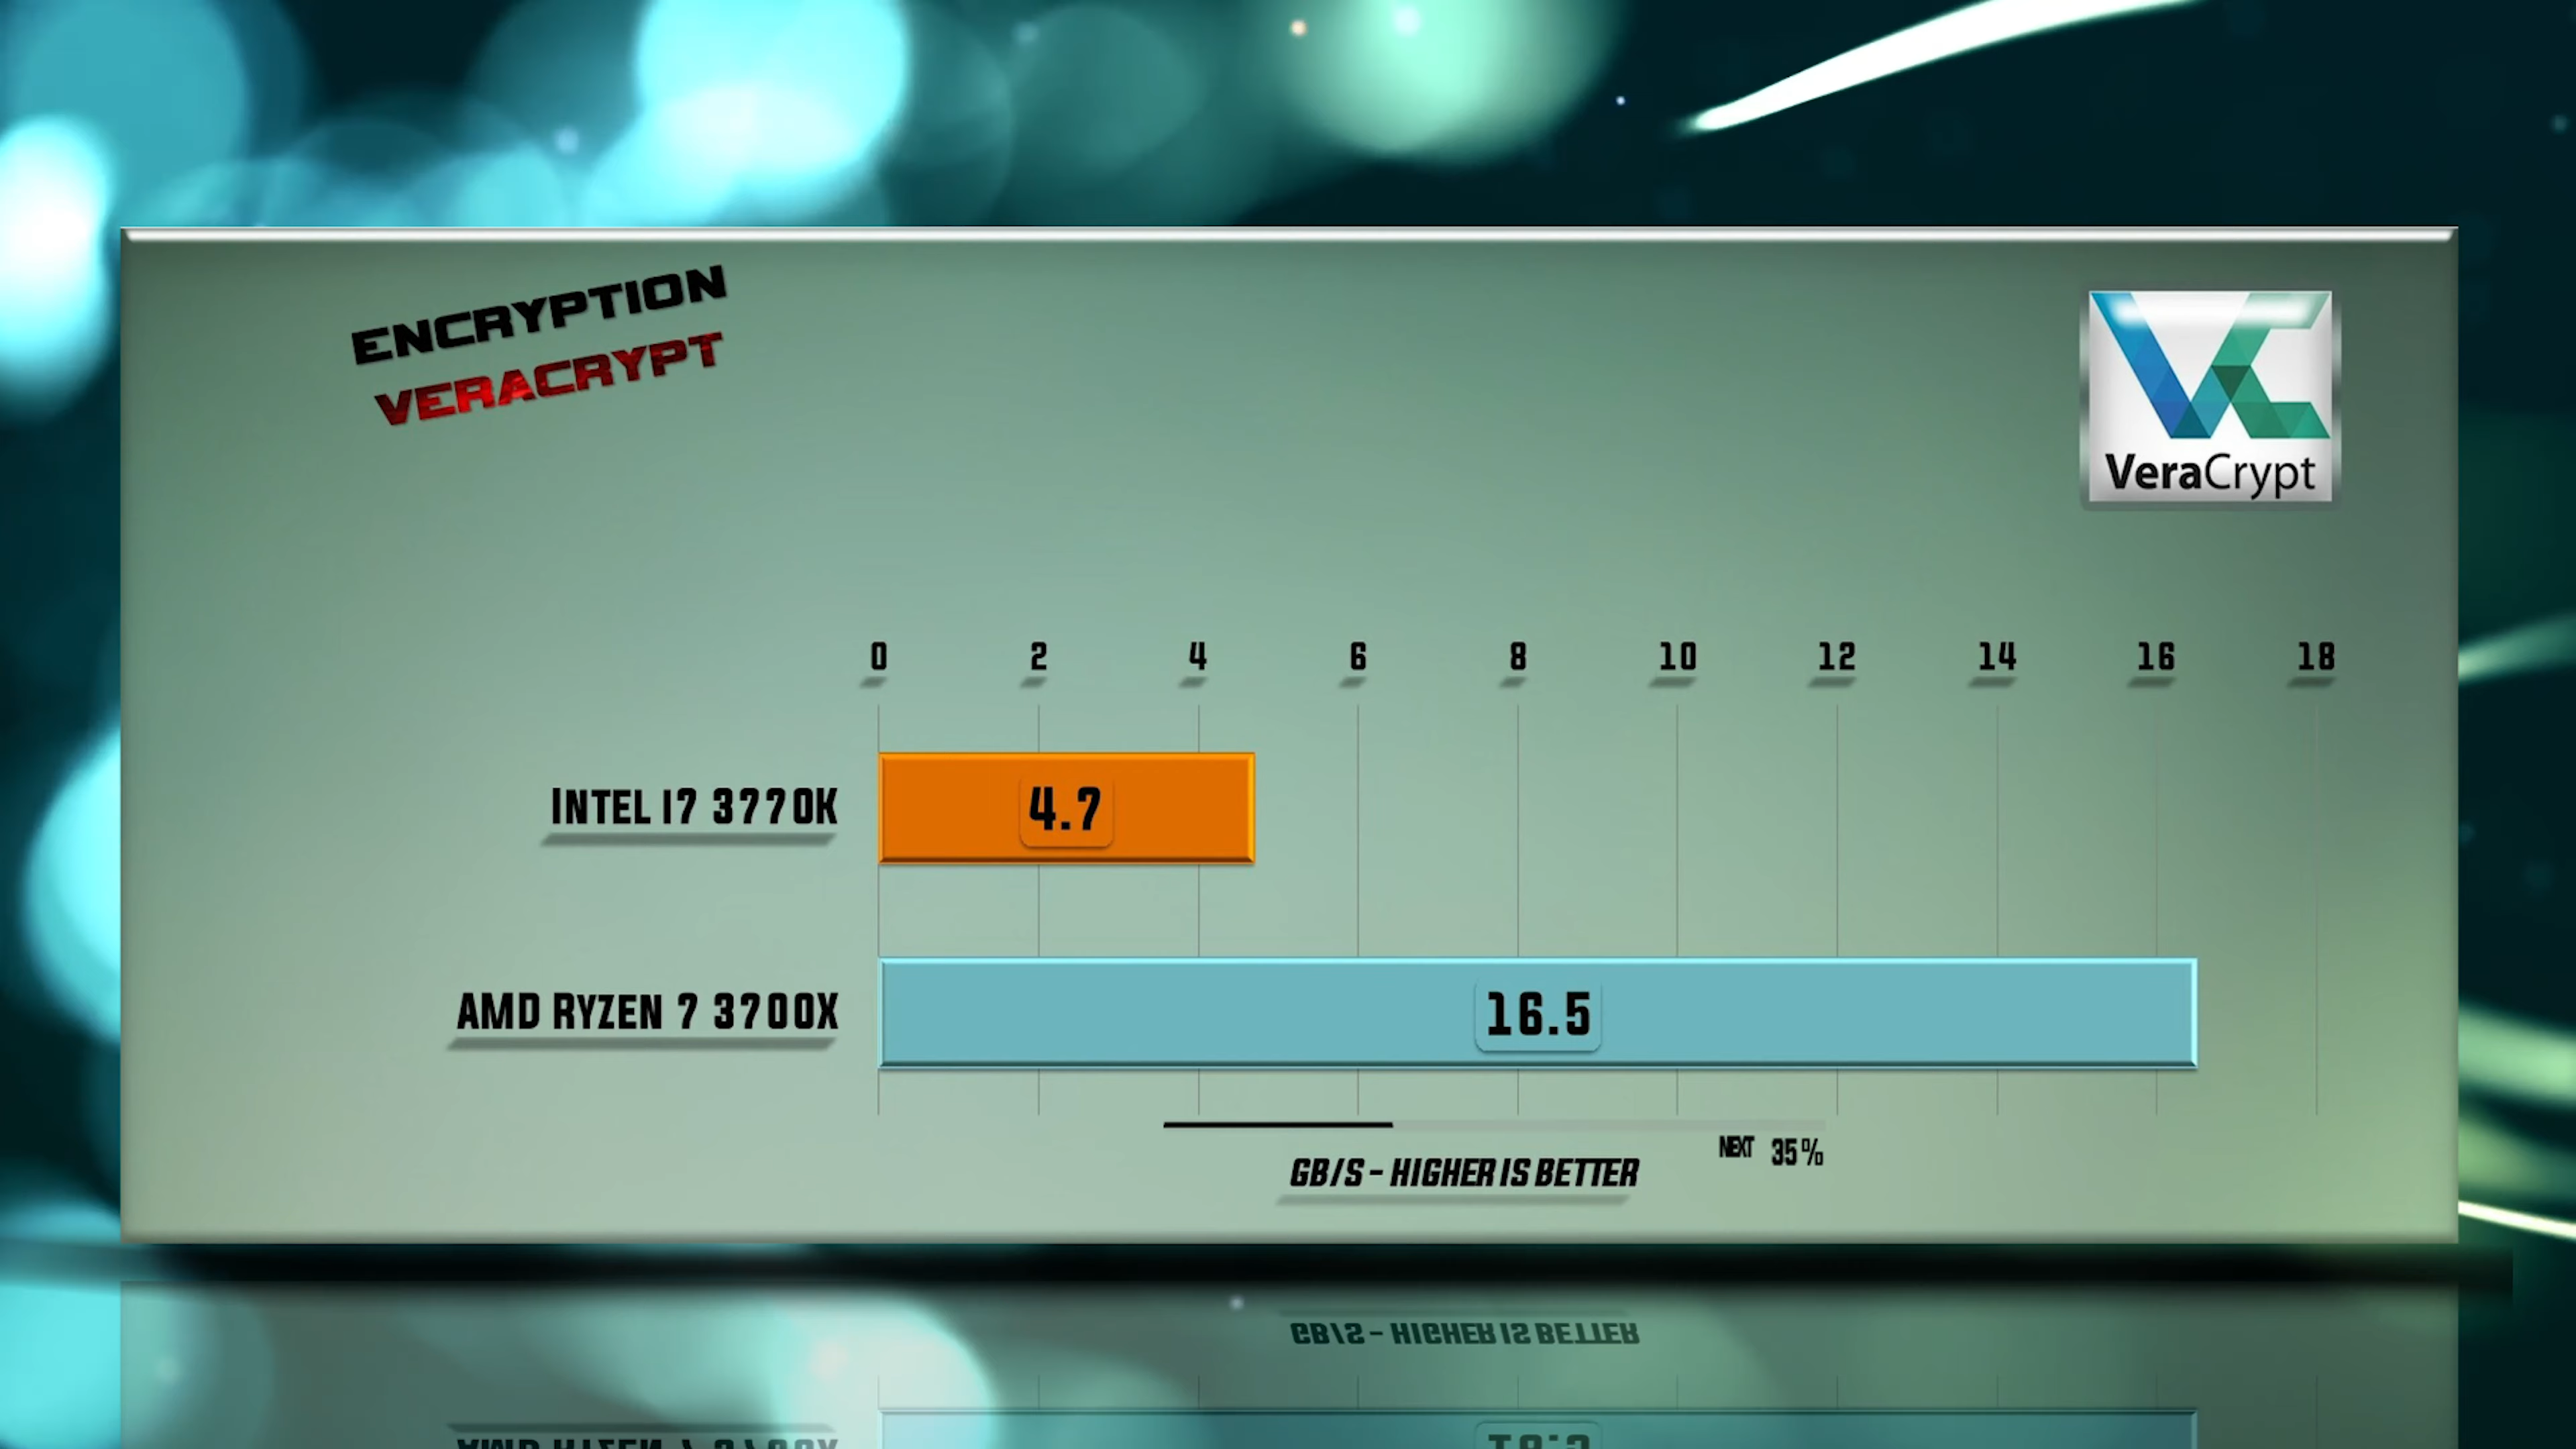 ENCRYPTION
VERACRYPT
VeraCrypt
0 2 4 6 8 10 12 14 16 18
INTEL I7 3770K 4.7
AMD RYZEN 7 3700X 16.5
NEXT 35%
GB/S - HIGHER IS BETTER